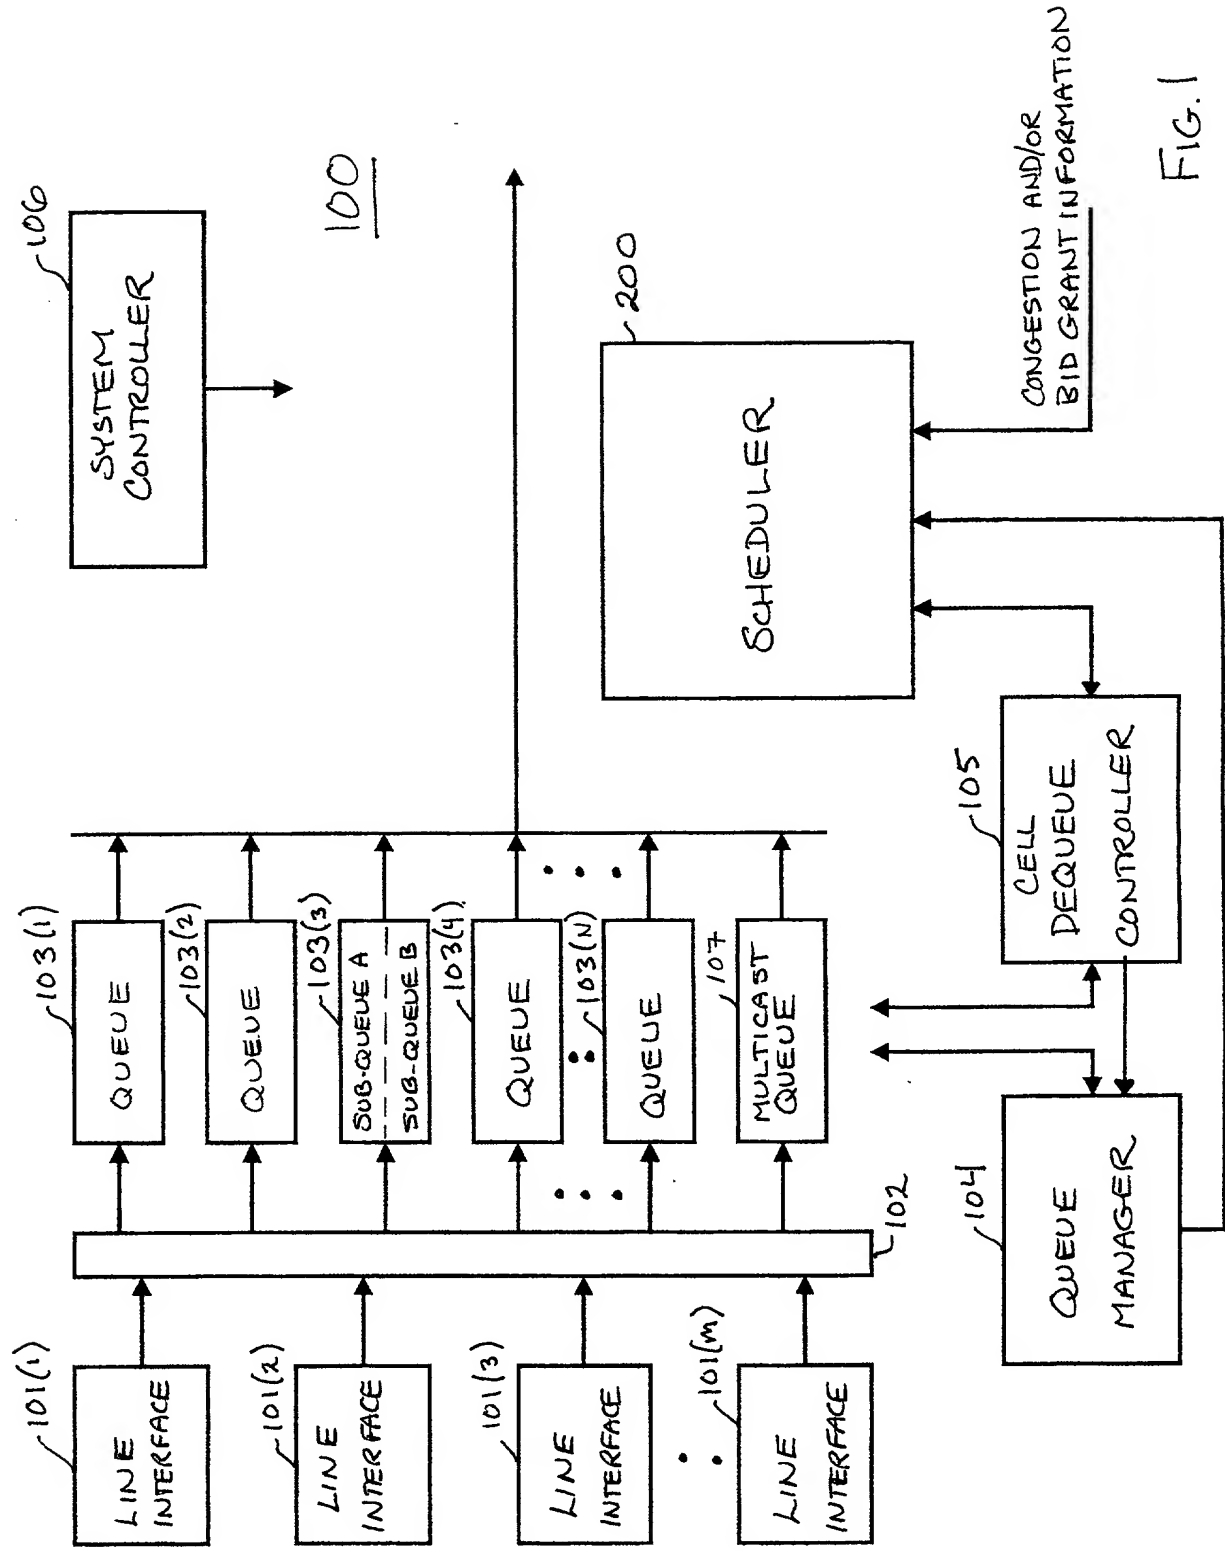 101(1)
LINE
INTERFACE
101(2)
LINE
INTERFACE
101(3)
LINE
INTERFACE
101(m)
LINE
INTERFACE
102
103(1)
QUEUE
103(2)
QUEUE
103(3)
SUB-QUEUE A
SUB-QUEUE B
103(4)
QUEUE
103(N)
QUEUE
107
MULTICAST
QUEUE
104
QUEUE
MANAGER
105
CELL
DEQUEUE
CONTROLLER
106
SYSTEM
CONTROLLER
100
200
SCHEDULER
CONGESTION AND/OR
BID GRANT INFORMATION
FIG. 1